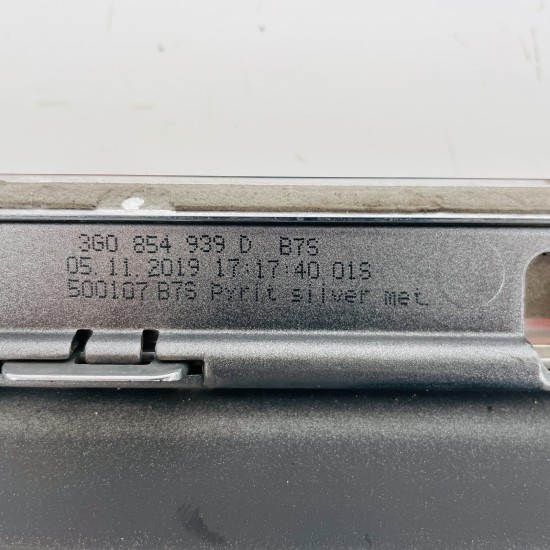 3G0 854 939 D B7S
05.11.2019 17:17:40 01S
500107 B7S Pyrit silver met.